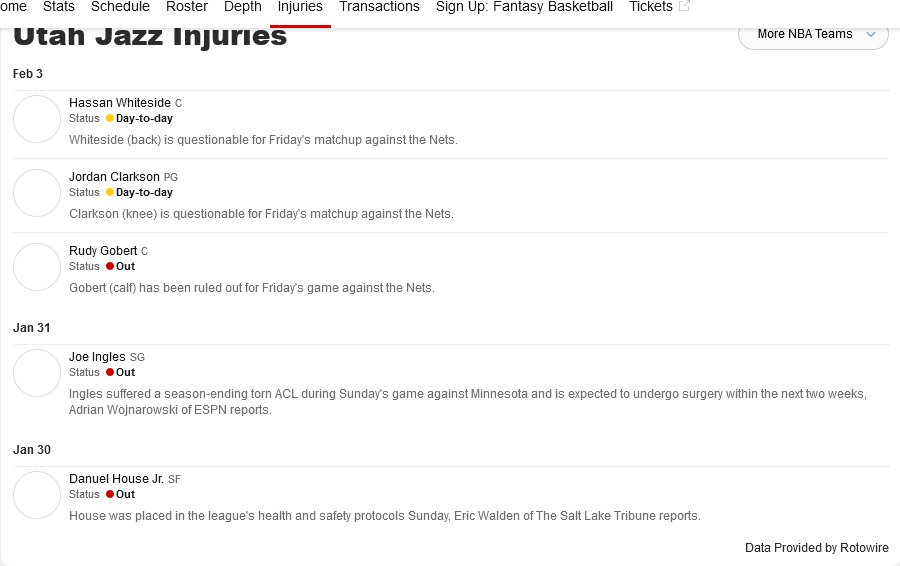 ome Stats Schedule Roster Depth Injuries Transactions Sign Up: Fantasy Basketball Tickets
Utah Jazz Injuries
More NBA Teams
Feb 3
Hassan Whiteside C
Status Day-to-day
Whiteside (back) is questionable for Friday's matchup against the Nets.
Jordan Clarkson PG
Status Day-to-day
Clarkson (knee) is questionable for Friday's matchup against the Nets.
Rudy Gobert C
Status Out
Gobert (calf) has been ruled out for Friday's game against the Nets.
Jan 31
Joe Ingles SG
Status Out
Ingles suffered a season-ending torn ACL during Sunday's game against Minnesota and is expected to undergo surgery within the next two weeks,
Adrian Wojnarowski of ESPN reports.
Jan 30
Danuel House Jr. SF
Status Out
House was placed in the league's health and safety protocols Sunday, Eric Walden of The Salt Lake Tribune reports.
Data Provided by Rotowire